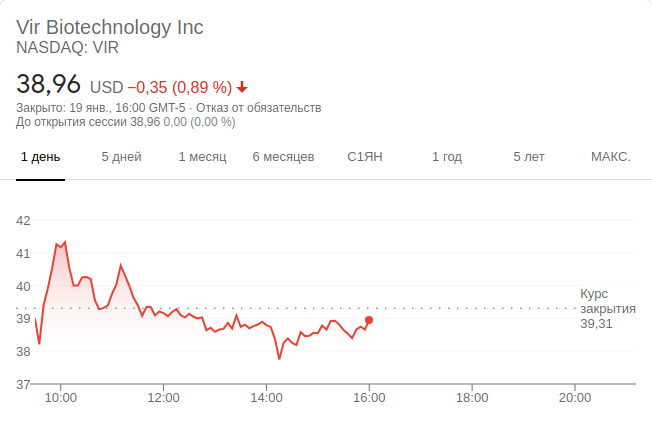 Vir Biotechnology Inc
NASDAQ: VIR
38,96 USD −0,35 (0,89 %)
Закрыто: 19 янв., 16:00 GMT-5 · Отказ от обязательств
До открытия сессии 38,96 0,00 (0,00 %)
1 день 5 дней 1 месяц 6 месяцев С1ЯН 1 год 5 лет МАКС.
42
41
40
Курс
закрытия
39,31
39
38
37
10:00 12:00 14:00 16:00 18:00 20:00